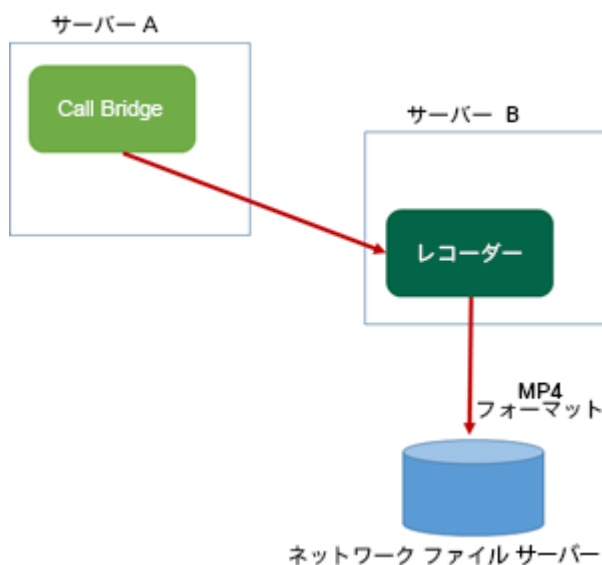 サーバー A
Call Bridge
サーバー B
レコーダー
MP4
フォーマット
ネットワーク ファイル サーバー